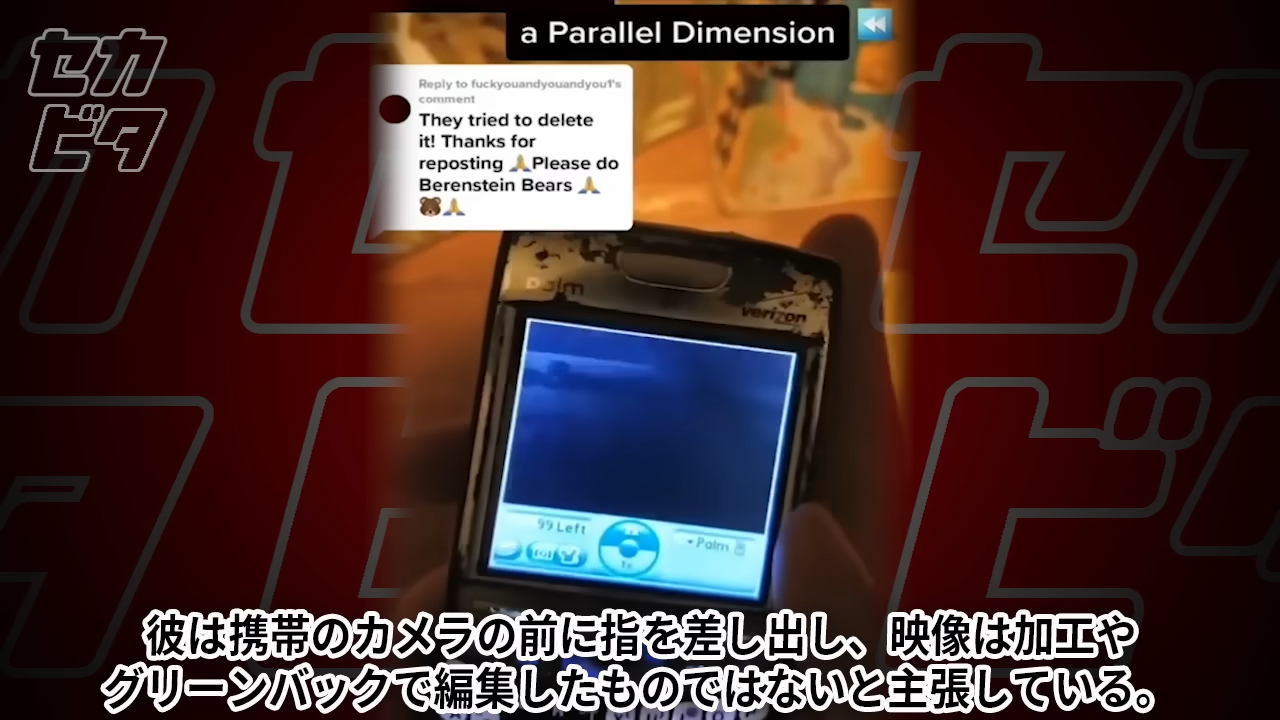 セカ
ビタ
a Parallel Dimension
Reply to fuckyouandyouandyou1's
comment
They tried to delete
it! Thanks for
reposting 🙏Please do
Berenstein Bears 🙏
🐻🙏
Palm
verizon
99 Left
Palm
彼は携帯のカメラの前に指を差し出し、映像は加工や
グリーンバックで編集したものではないと主張している。